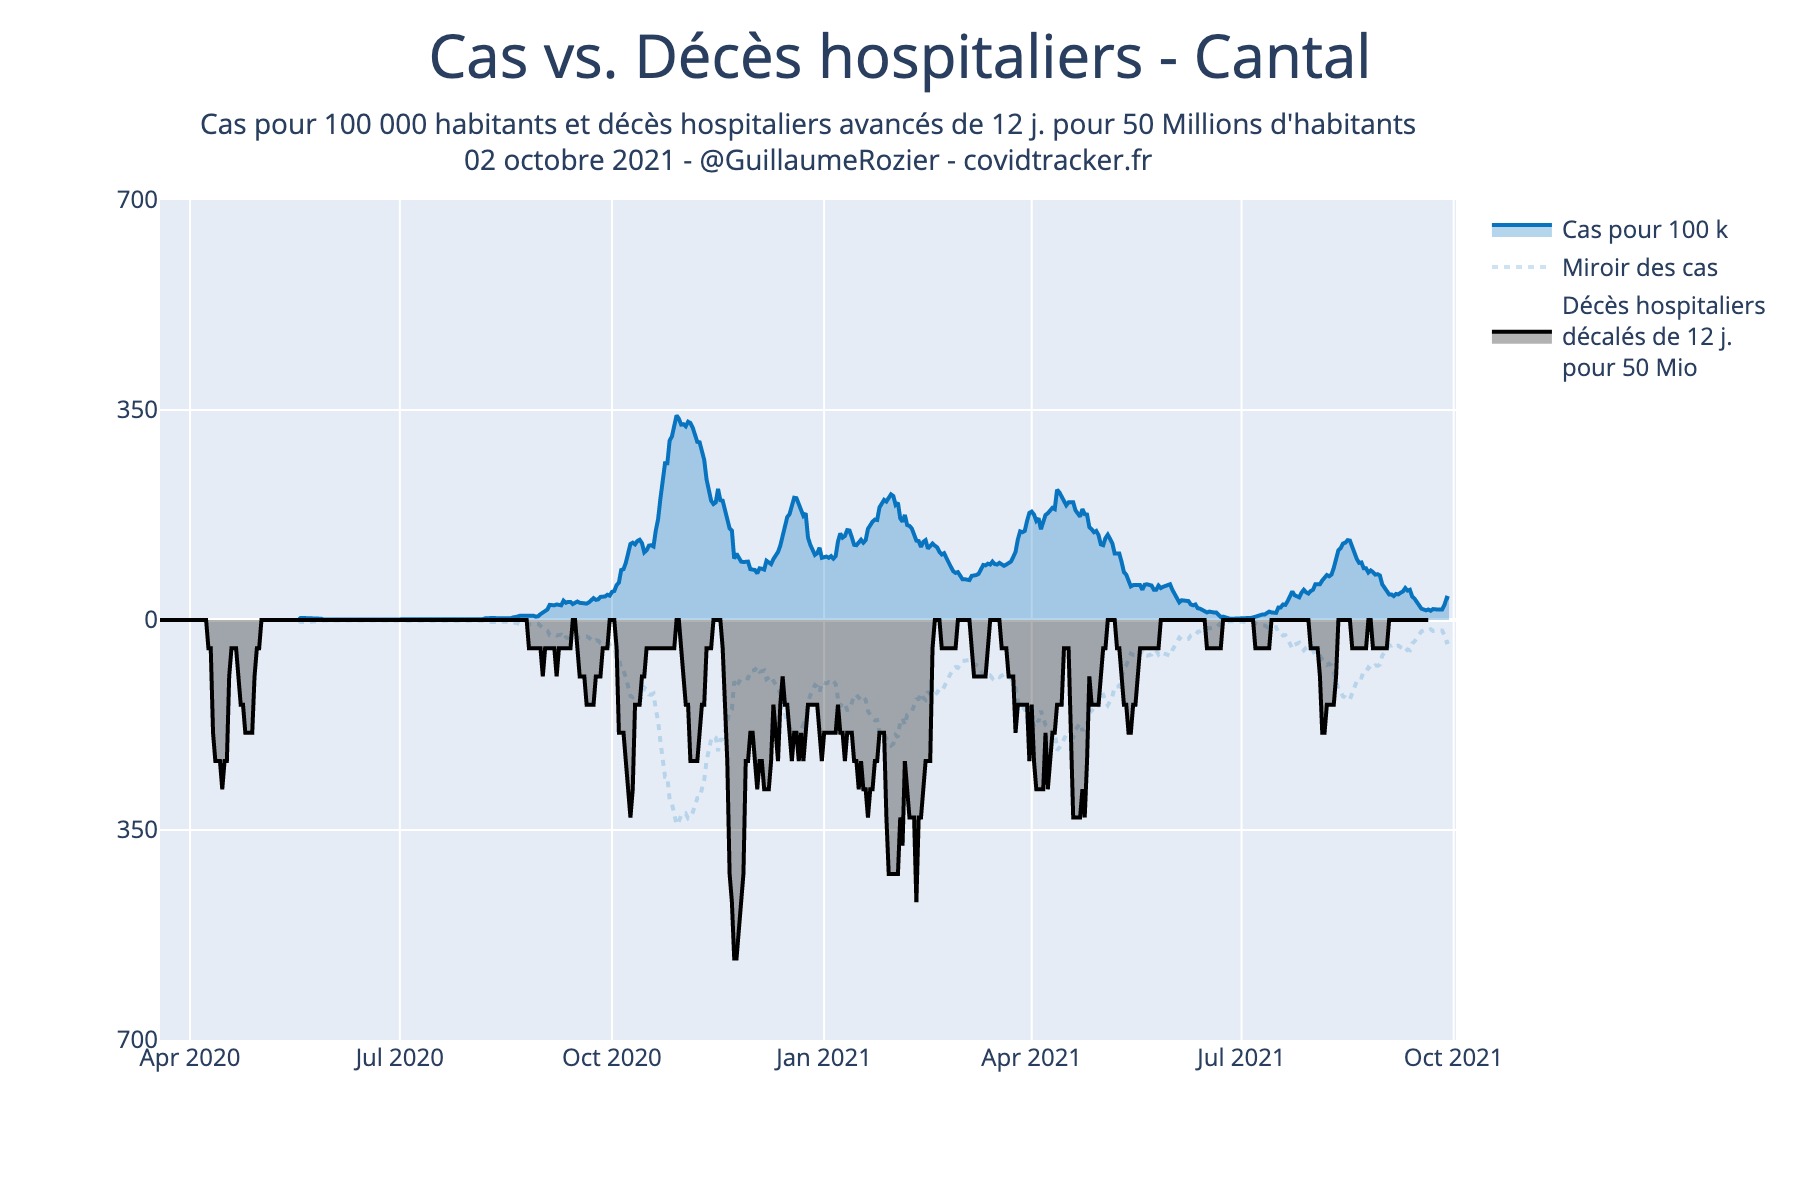 Cas vs. Décès hospitaliers - Cantal
Cas pour 100 000 habitants et décès hospitaliers avancés de 12 j. pour 50 Millions d'habitants
02 octobre 2021 - @GuillaumeRozier - covidtracker.fr
700
350
0
350
700
Apr 2020
Jul 2020
Oct 2020
Jan 2021
Apr 2021
Jul 2021
Oct 2021
Cas pour 100 k
Miroir des cas
Décès hospitaliers
décalés de 12 j.
pour 50 Mio